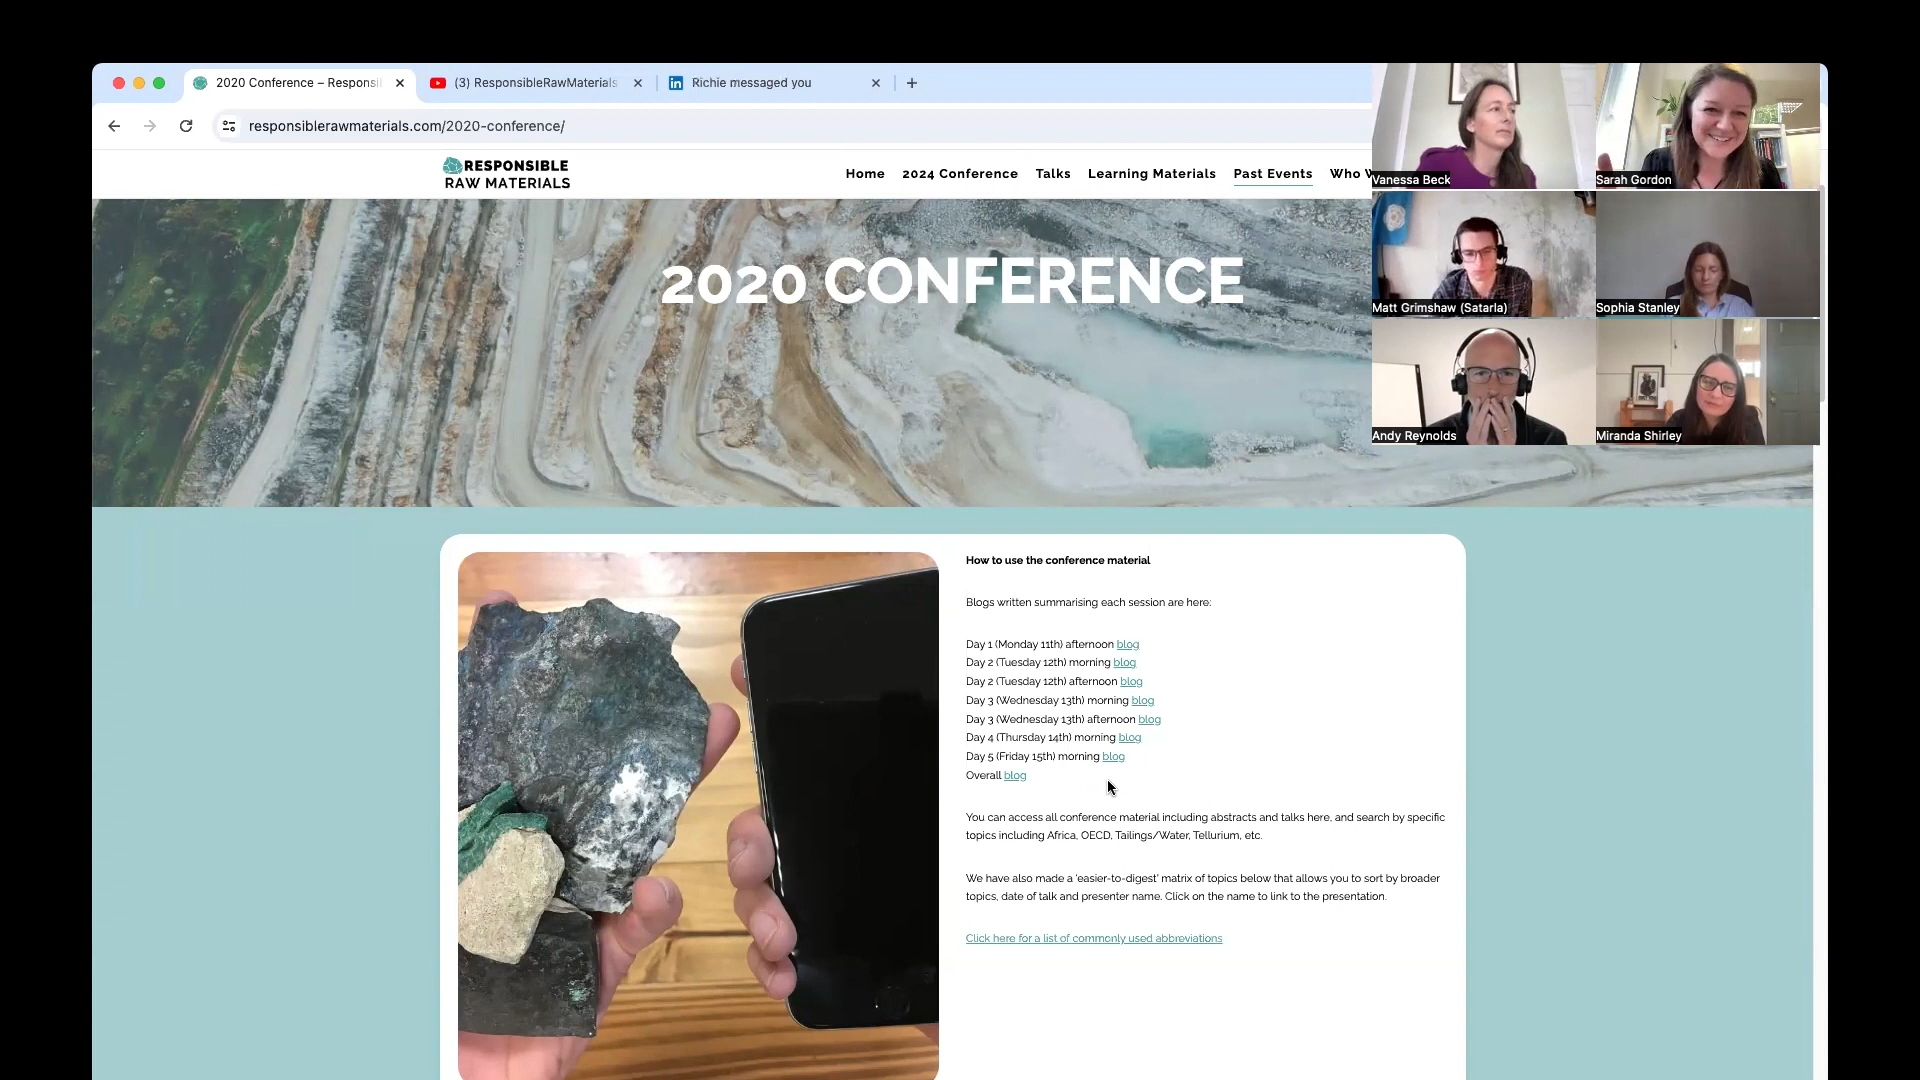 2020 Conference – Responsi
(3) ResponsibleRawMaterials
Richie messaged you
responsiblerawmaterials.com/2020-conference/
RESPONSIBLE
RAW MATERIALS
Home 2024 Conference Talks Learning Materials Past Events Who
Vanessa Beck
Sarah Gordon
Matt Grimshaw (Satarla)
Sophia Stanley
Andy Reynolds
Miranda Shirley
2020 CONFERENCE
How to use the conference material
Blogs written summarising each session are here:
Day 1 (Monday 11th) afternoon blog
Day 2 (Tuesday 12th) morning blog
Day 2 (Tuesday 12th) afternoon blog
Day 3 (Wednesday 13th) morning blog
Day 3 (Wednesday 13th) afternoon blog
Day 4 (Thursday 14th) morning blog
Day 5 (Friday 15th) morning blog
Overall blog
You can access all conference material including abstracts and talks here, and search by specific
topics including Africa, OECD, Tailings/Water, Tellurium, etc.
We have also made a 'easier-to-digest' matrix of topics below that allows you to sort by broader
topics, date of talk and presenter name. Click on the name to link to the presentation.
Click here for a list of commonly used abbreviations